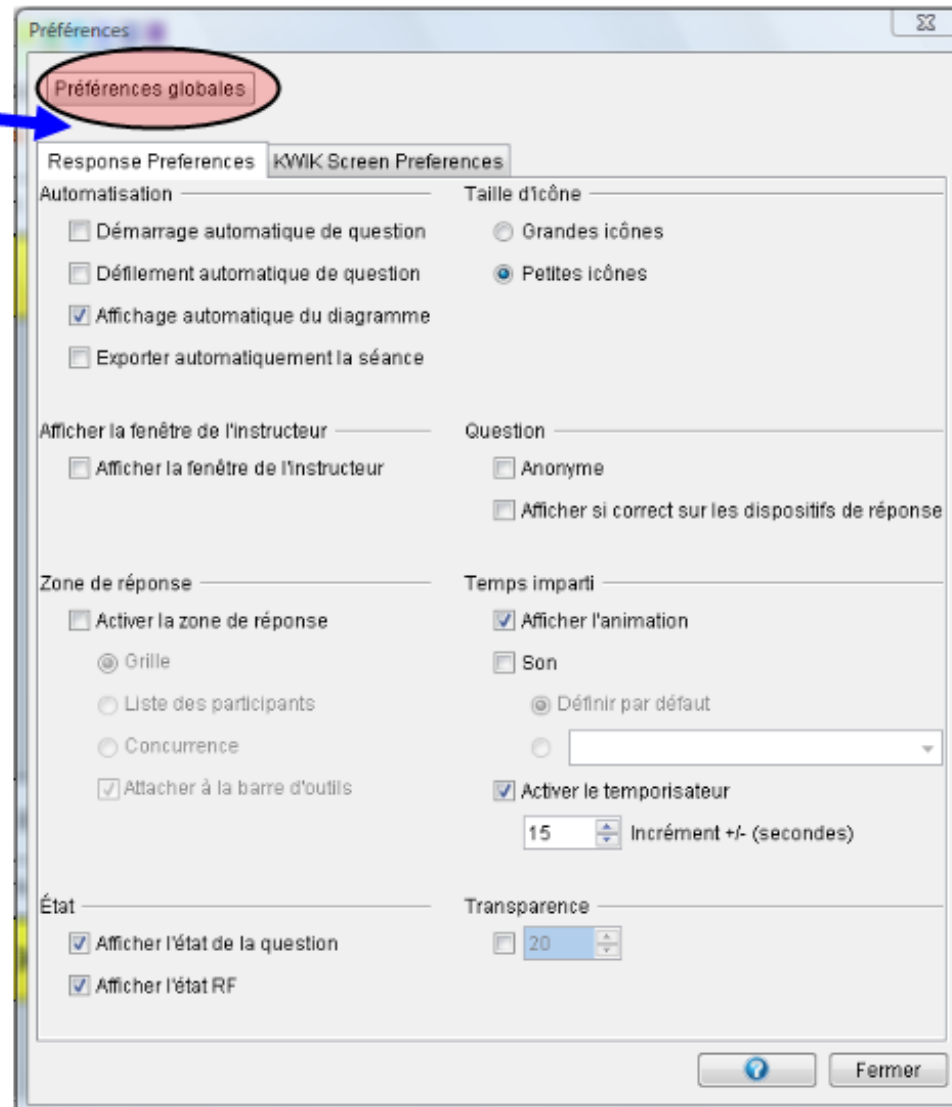 Préférences
Préférences globales
Response Preferences KWIK Screen Preferences
Automatisation
Démarrage automatique de question
Défilement automatique de question
Affichage automatique du diagramme
Exporter automatiquement la séance
Taille d'icône
Grandes icônes
Petites icônes
Afficher la fenêtre de l'instructeur
Afficher la fenêtre de l'instructeur
Question
Anonyme
Afficher si correct sur les dispositifs de réponse
Zone de réponse
Activer la zone de réponse
Grille
Liste des participants
Concurrence
Attacher à la barre d'outils
Temps imparti
Afficher l'animation
Son
Définir par défaut
Activer le temporisateur
15 Incrément +/- (secondes)
État
Afficher l'état de la question
Afficher l'état RF
Transparence
20
Fermer